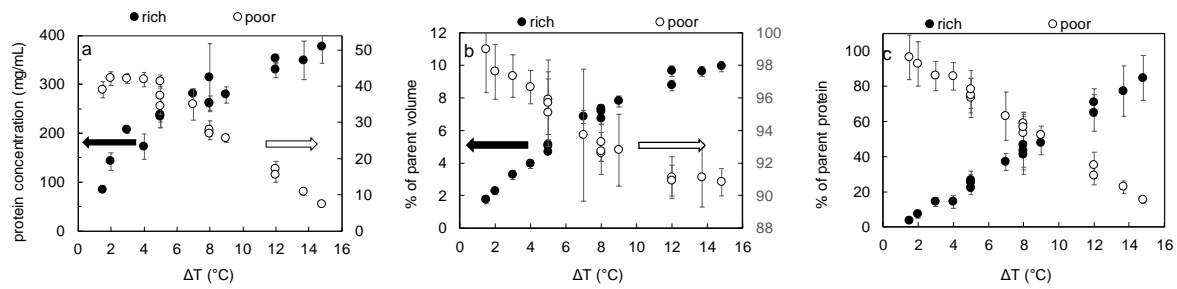 rich poor
a
protein concentration (mg/mL)
400
300
200
100
0
50
40
30
20
10
0
0 2 4 6 8 10 12 14 16
ΔT (°C)
rich poor
b
% of parent volume
12
10
8
6
4
2
0
100
98
96
94
92
90
88
0 2 4 6 8 10 12 14 16
ΔT (°C)
rich poor
c
% of parent protein
100
80
60
40
20
0
0 2 4 6 8 10 12 14 16
ΔT (°C)